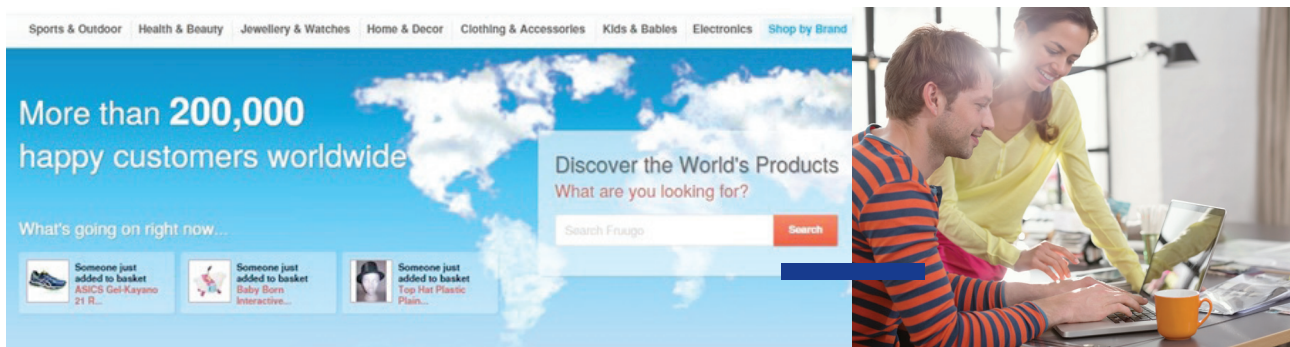 Sports & Outdoor Health & Beauty Jewellery & Watches Home & Decor Clothing & Accessories Kids & Babies Electronics Shop by Brand
More than 200,000
happy customers worldwide
Discover the World's Products
What are you looking for?
Search Fruugo Search
What's going on right now...
Someone just
added to basket
ASICS Gel-Kayano
21 R...
Someone just
added to basket
Baby Born
Interactive...
Someone just
added to basket
Top Hat Plastic
Plain...